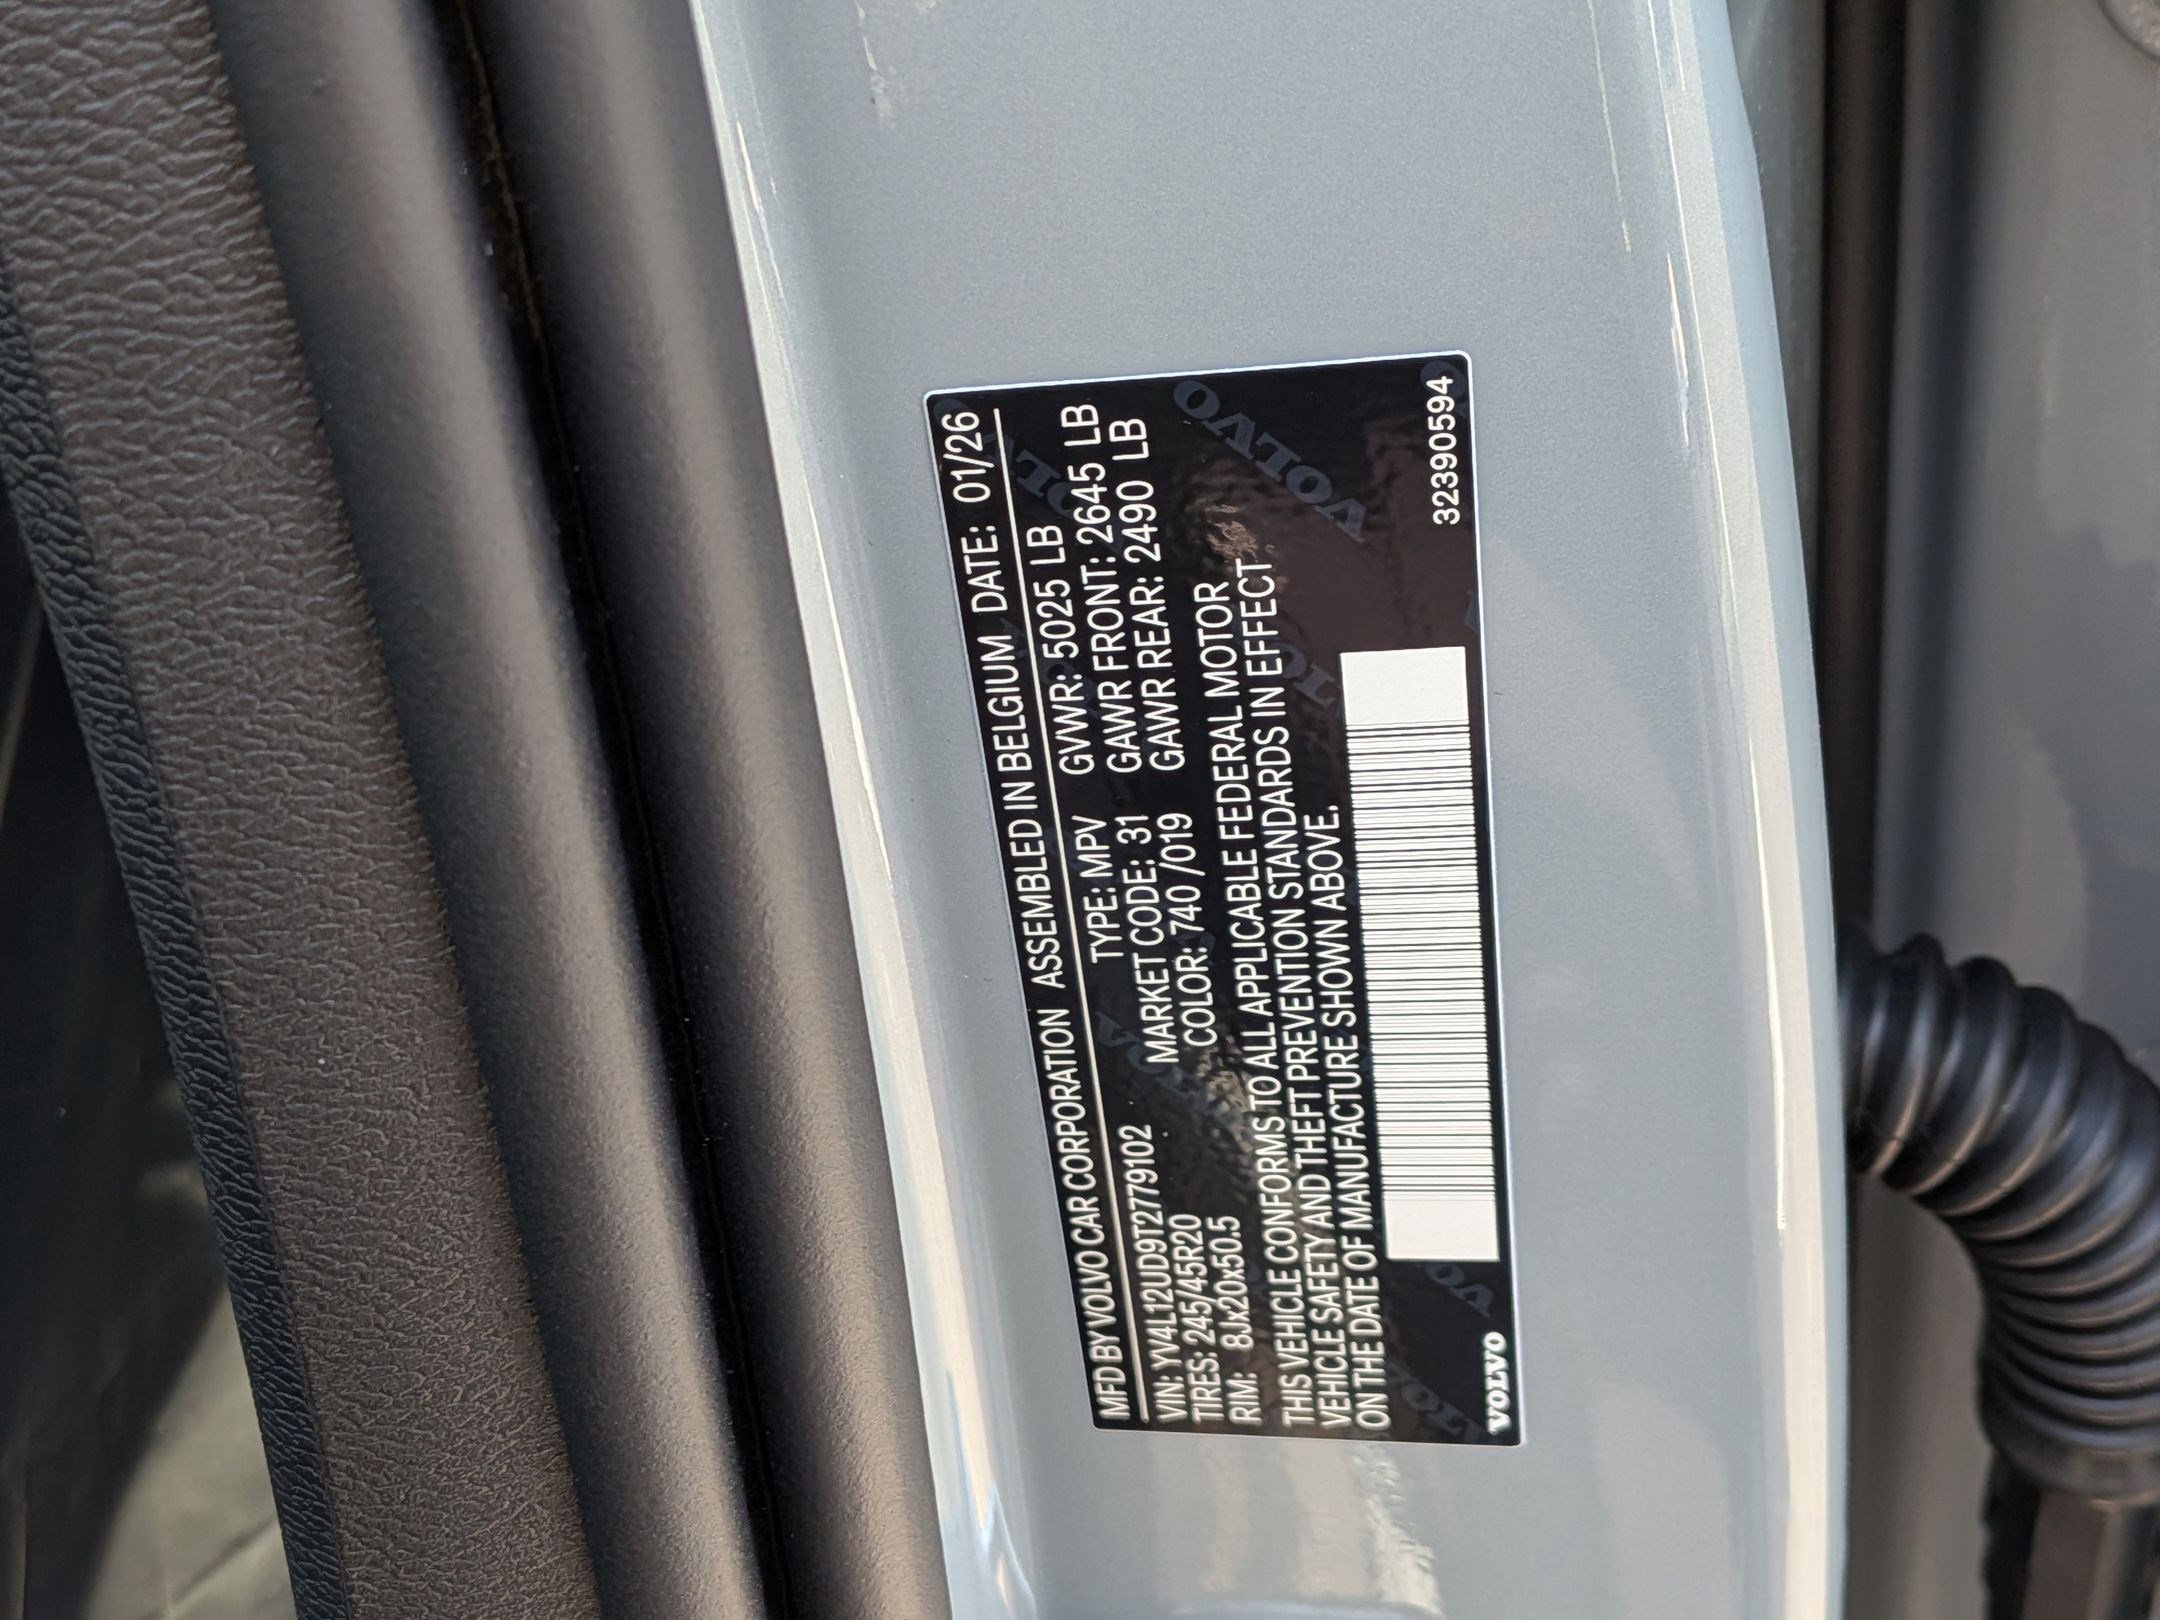 MFD BY VOLVO CAR CORPORATION ASSEMBLED IN BELGIUM DATE: 01/26
VIN: YV4L12UD9T2779102 TYPE: MPV GVWR: 5025 LB
TIRES: 245/45R20 MARKET CODE: 31 GAWR FRONT: 2645 LB
RIM: 8Jx20x50.5 COLOR: 740 /019 GAWR REAR: 2490 LB
THIS VEHICLE CONFORMS TO ALL APPLICABLE FEDERAL MOTOR
VEHICLE SAFETY AND THEFT PREVENTION STANDARDS IN EFFECT
ON THE DATE OF MANUFACTURE SHOWN ABOVE.
VOLVO 32390594